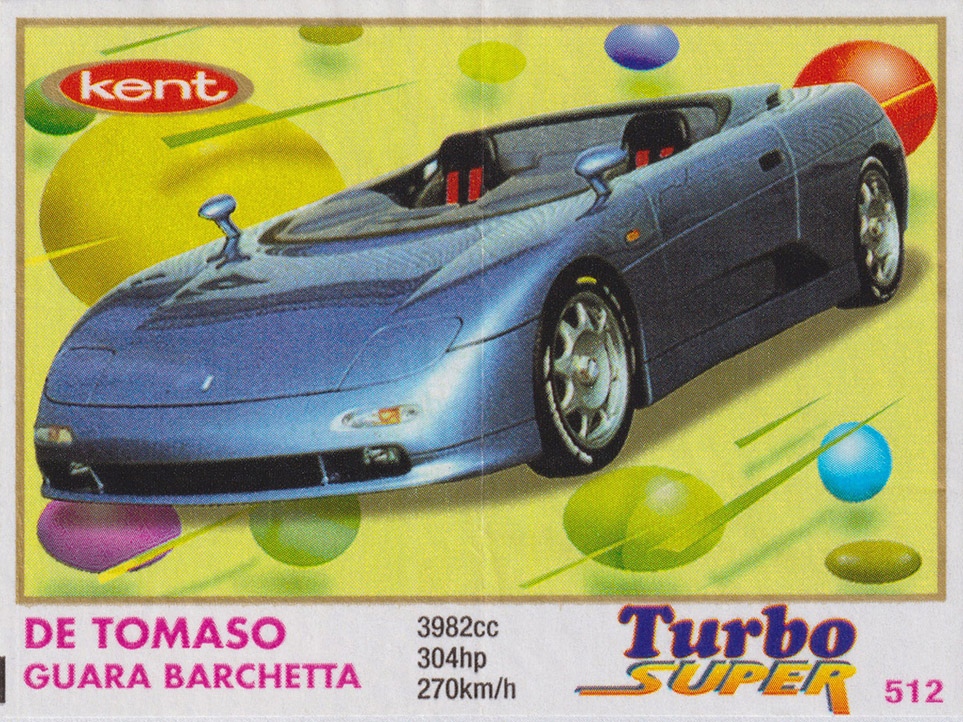 kent
DE TOMASO
GUARA BARCHETTA
3982cc
304hp
270km/h
Turbo
SUPER
512